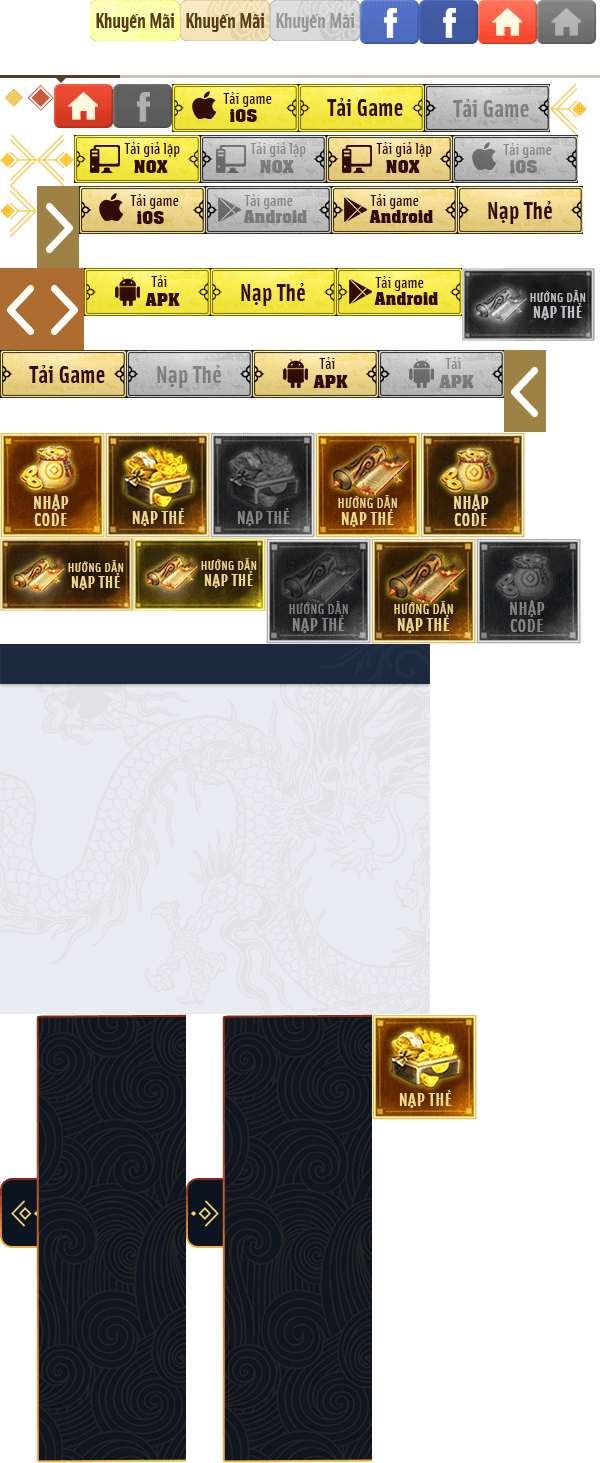 Khuyến Mãi
Khuyến Mãi
Khuyến Mãi
Tải game
iOS
Tải Game
Tải Game
Tải giả lập
NOX
Tải giả lập
NOX
Tải giả lập
NOX
Tải game
iOS
Tải game
iOS
Tải game
Android
Tải game
Android
Nạp Thẻ
Tải
APK
Nạp Thẻ
Tải game
Android
HƯỚNG DẪN
NẠP THẺ
Tải Game
Nạp Thẻ
Tải
APK
Tải
APK
NHẬP
CODE
NẠP THẺ
NẠP THẺ
HƯỚNG DẪN
NẠP THẺ
NHẬP
CODE
HƯỚNG DẪN
NẠP THẺ
HƯỚNG DẪN
NẠP THẺ
HƯỚNG DẪN
NẠP THẺ
HƯỚNG DẪN
NẠP THẺ
NHẬP
CODE
NẠP THẺ